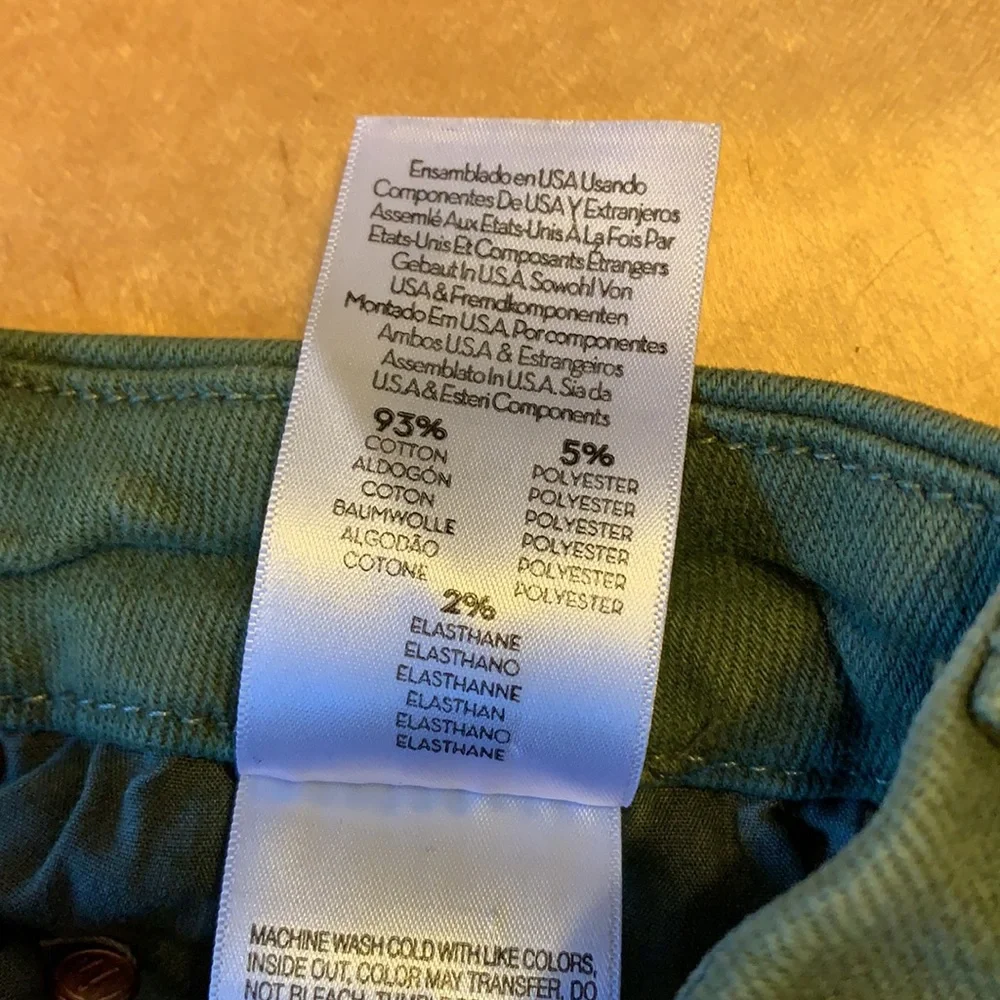 Ensamblado en USA Usando
Componentes De USA Y Extranjeros
Assemlé Aux Etats-Unis À La Fois Par
Etats-Unis Et Composants Étrangers
Gebaut In U.S.A. Sowohl Von
USA & Fremdkomponenten
Montado Em U.S.A. Por componentes
Ambos U.S.A & Estrangeiros
Assemblato In U.S.A. Sia da
U.S.A & Esteri Components
93%
COTTON
ALDOGÓN
COTON
BAUMWOLLE
ALGODÃO
COTONE
5%
POLYESTER
POLYESTER
POLYESTER
POLYESTER
POLYESTER
POLYESTER
2%
ELASTHANE
ELASTHANO
ELASTHANNE
ELASTHAN
ELASTHANO
ELASTHANE
MACHINE WASH COLD WITH LIKE COLORS,
INSIDE OUT. COLOR MAY TRANSFER. DO
NOT BLEACH.